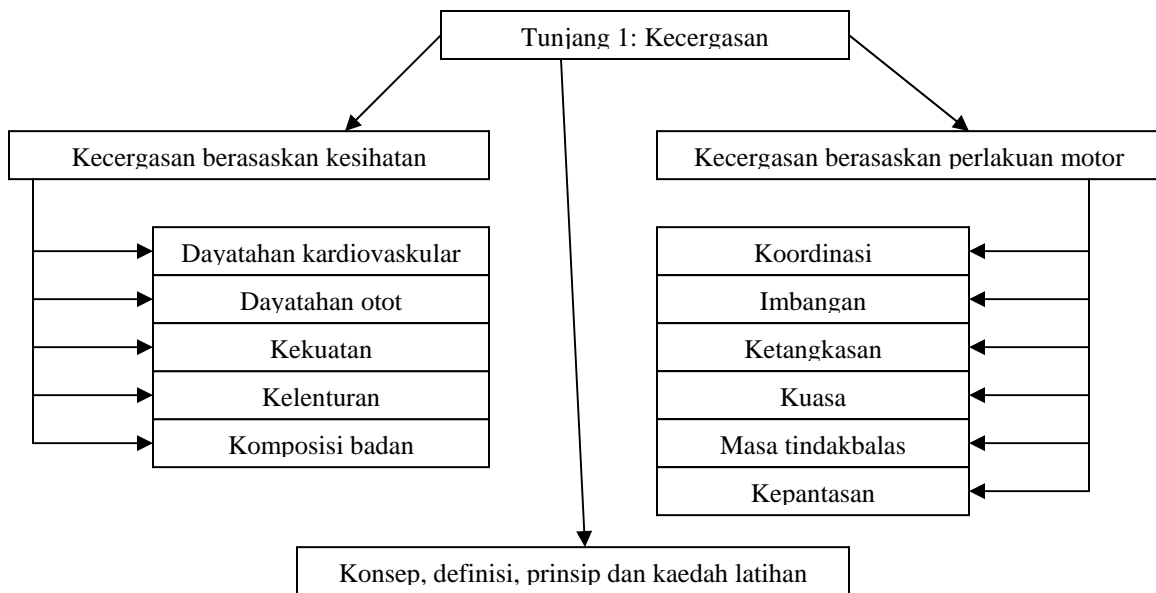 Tunjang 1: Kecergasan
Kecergasan berasaskan kesihatan
Kecergasan berasaskan perlakuan motor
Dayatahan kardiovaskular
Dayatahan otot
Kekuatan
Kelenturan
Komposisi badan
Koordinasi
Imbangan
Ketangkasan
Kuasa
Masa tindakbalas
Kepantasan
Konsep, definisi, prinsip dan kaedah latihan